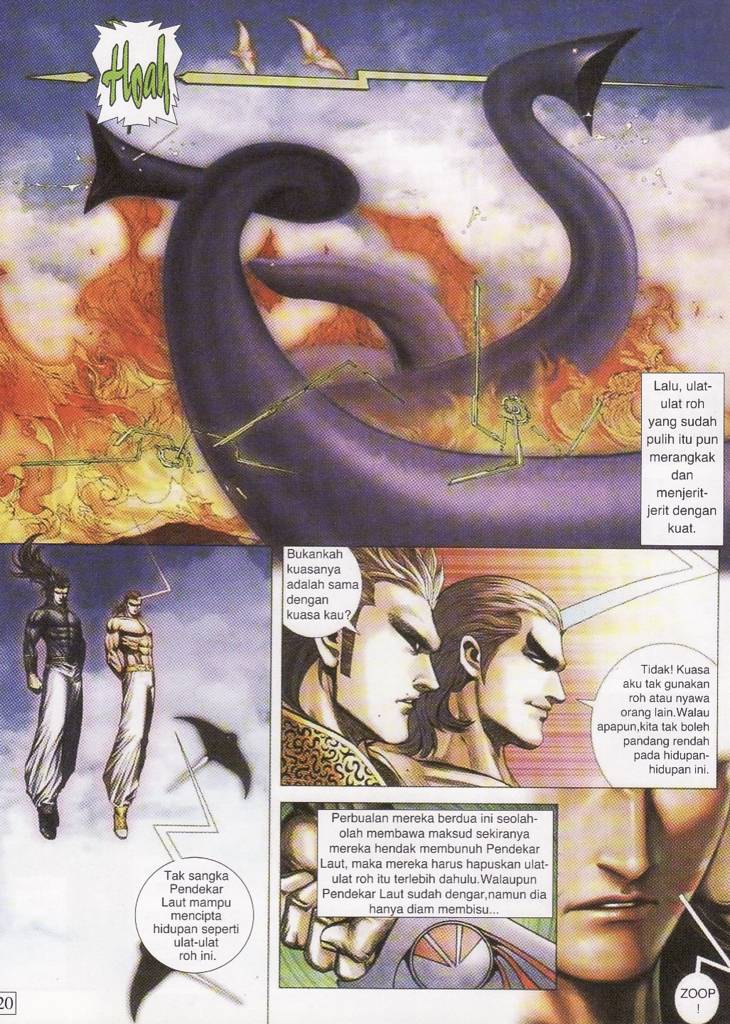 Hoah
Lalu, ulat-
ulat roh
yang sudah
pulih itu pun
merangkak
dan
menjerit-
jerit dengan
kuat.
Tak sangka
Pendekar
Laut mampu
mencipta
hidupan seperti
ulat-ulat
roh ini.
Bukankah
kuasanya
adalah sama
dengan
kuasa kau?
Tidak! Kuasa
aku tak gunakan
roh atau nyawa
orang lain.Walau
apapun,kita tak boleh
pandang rendah
pada hidupan-
hidupan ini.
Perbualan mereka berdua ini seolah-
olah membawa maksud sekiranya
mereka hendak membunuh Pendekar
Laut, maka mereka harus hapuskan ulat-
ulat roh itu terlebih dahulu.Walaupun
Pendekar Laut sudah dengar,namun dia
hanya diam membisu...
ZOOP
!
20